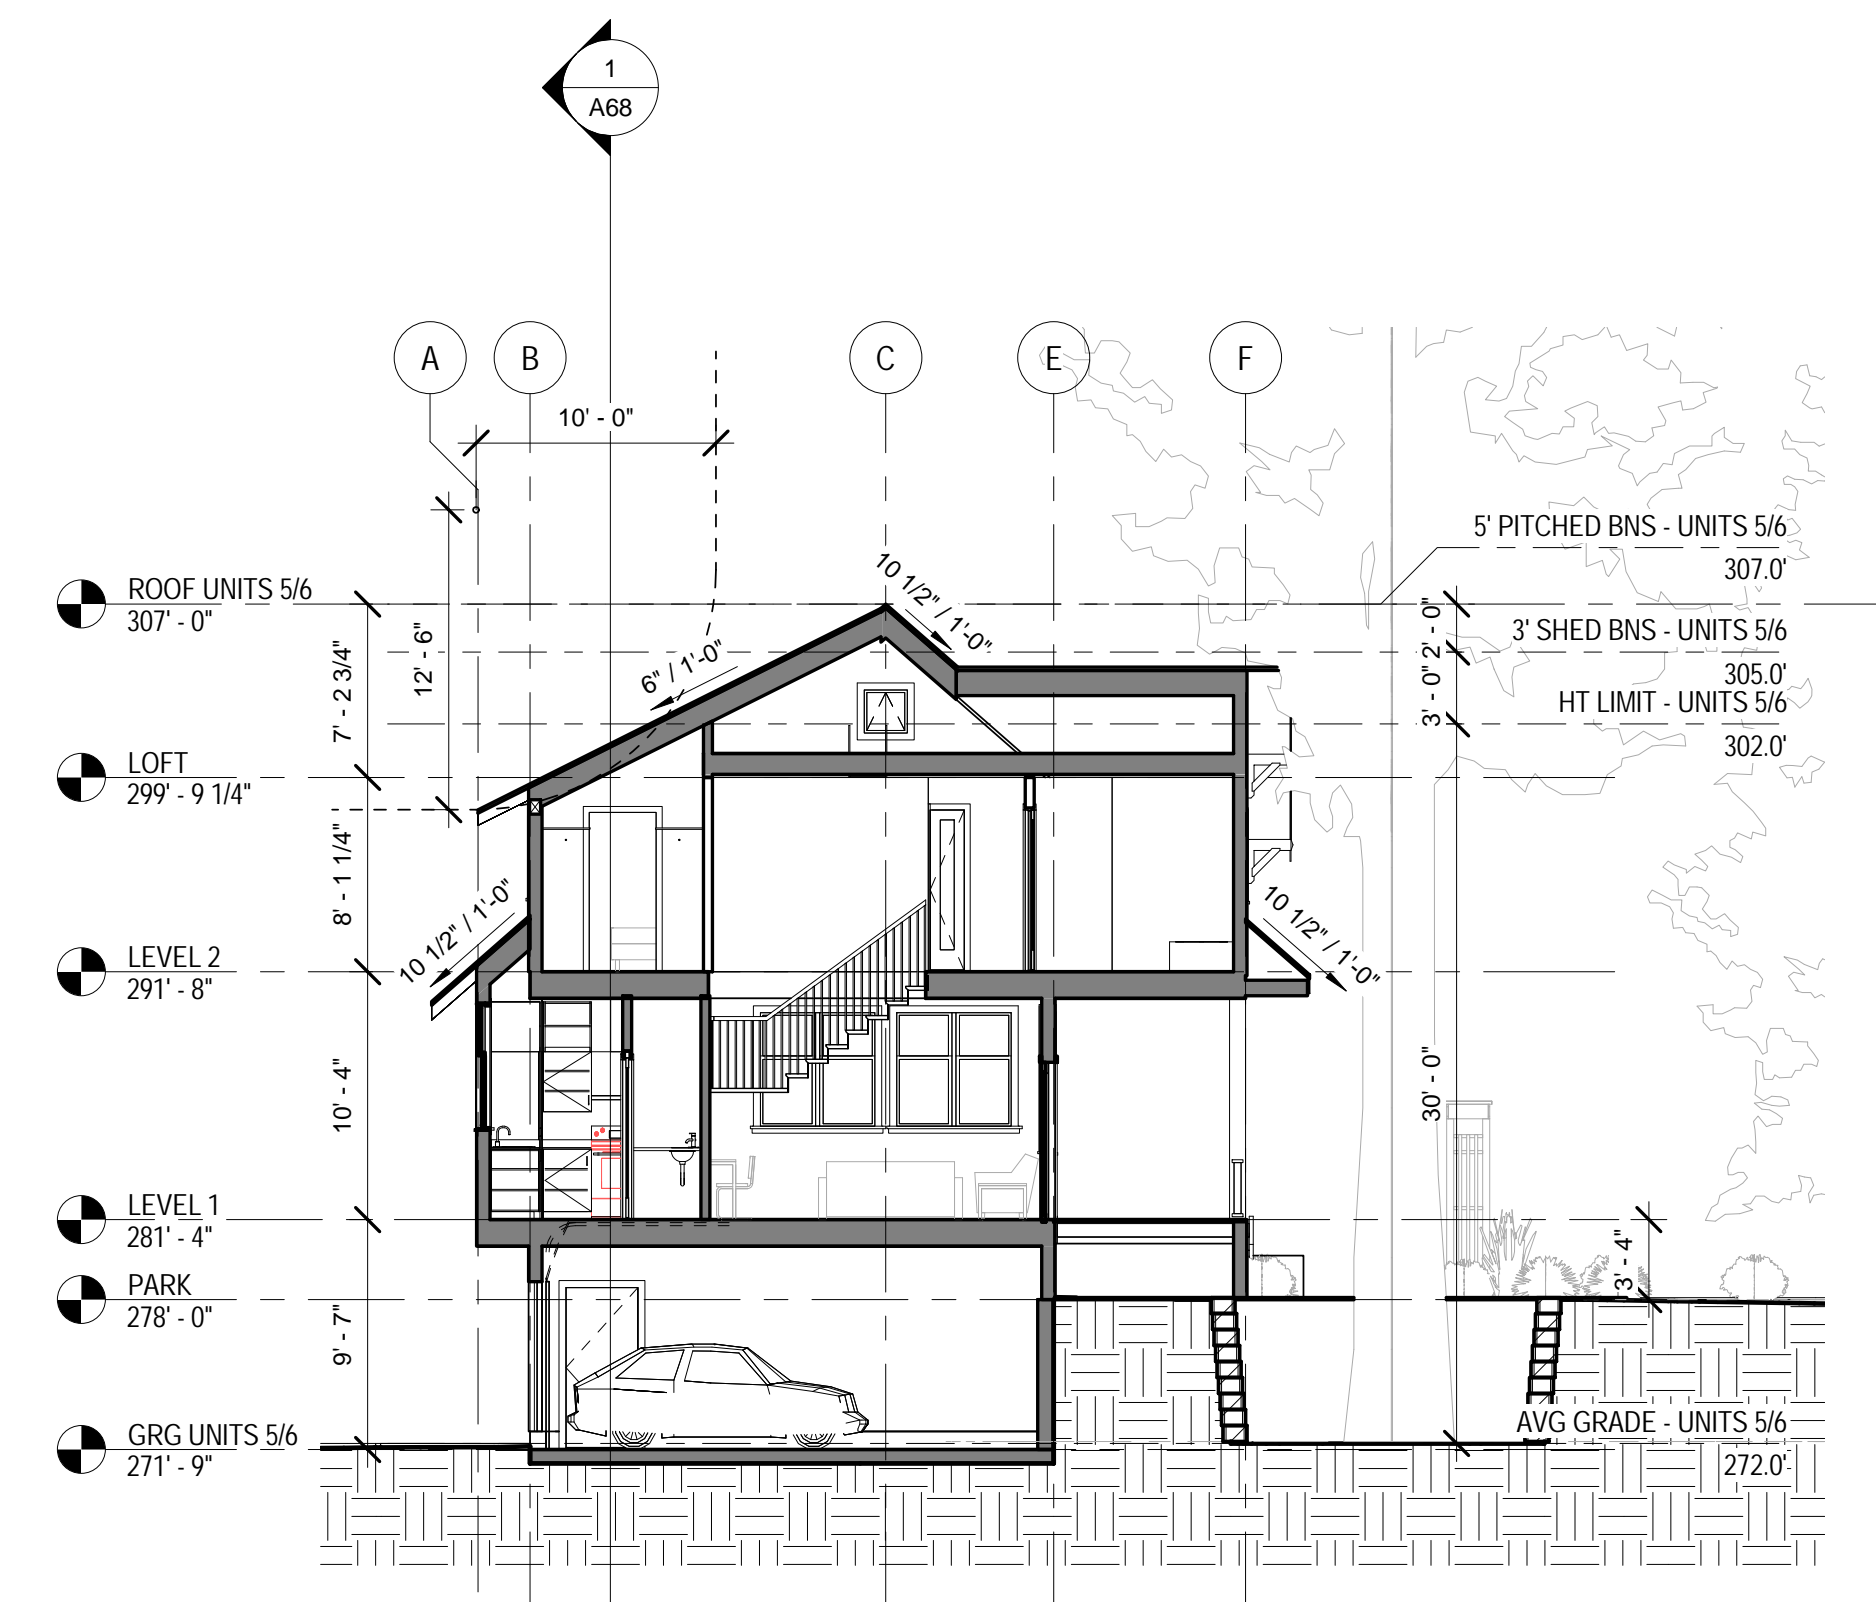 1
A68
A
B
C
E
F
10' - 0"
5' PITCHED BNS - UNITS 5/6
307.0'
10 1/2" / 1'-0"
ROOF UNITS 5/6
307' - 0"
12' - 6"
7' - 2 3/4"
6" / 1'-0"
2' - 0"
3' SHED BNS - UNITS 5/6
305.0'
3' - 0"
HT LIMIT - UNITS 5/6
302.0'
LOFT
299' - 9 1/4"
8' - 1 1/4"
10 1/2" / 1'-0"
10 1/2" / 1'-0"
LEVEL 2
291' - 8"
10' - 4"
30' - 0"
LEVEL 1
281' - 4"
3' - 4"
PARK
278' - 0"
9' - 7"
GRG UNITS 5/6
271' - 9"
AVG GRADE - UNITS 5/6
272.0'